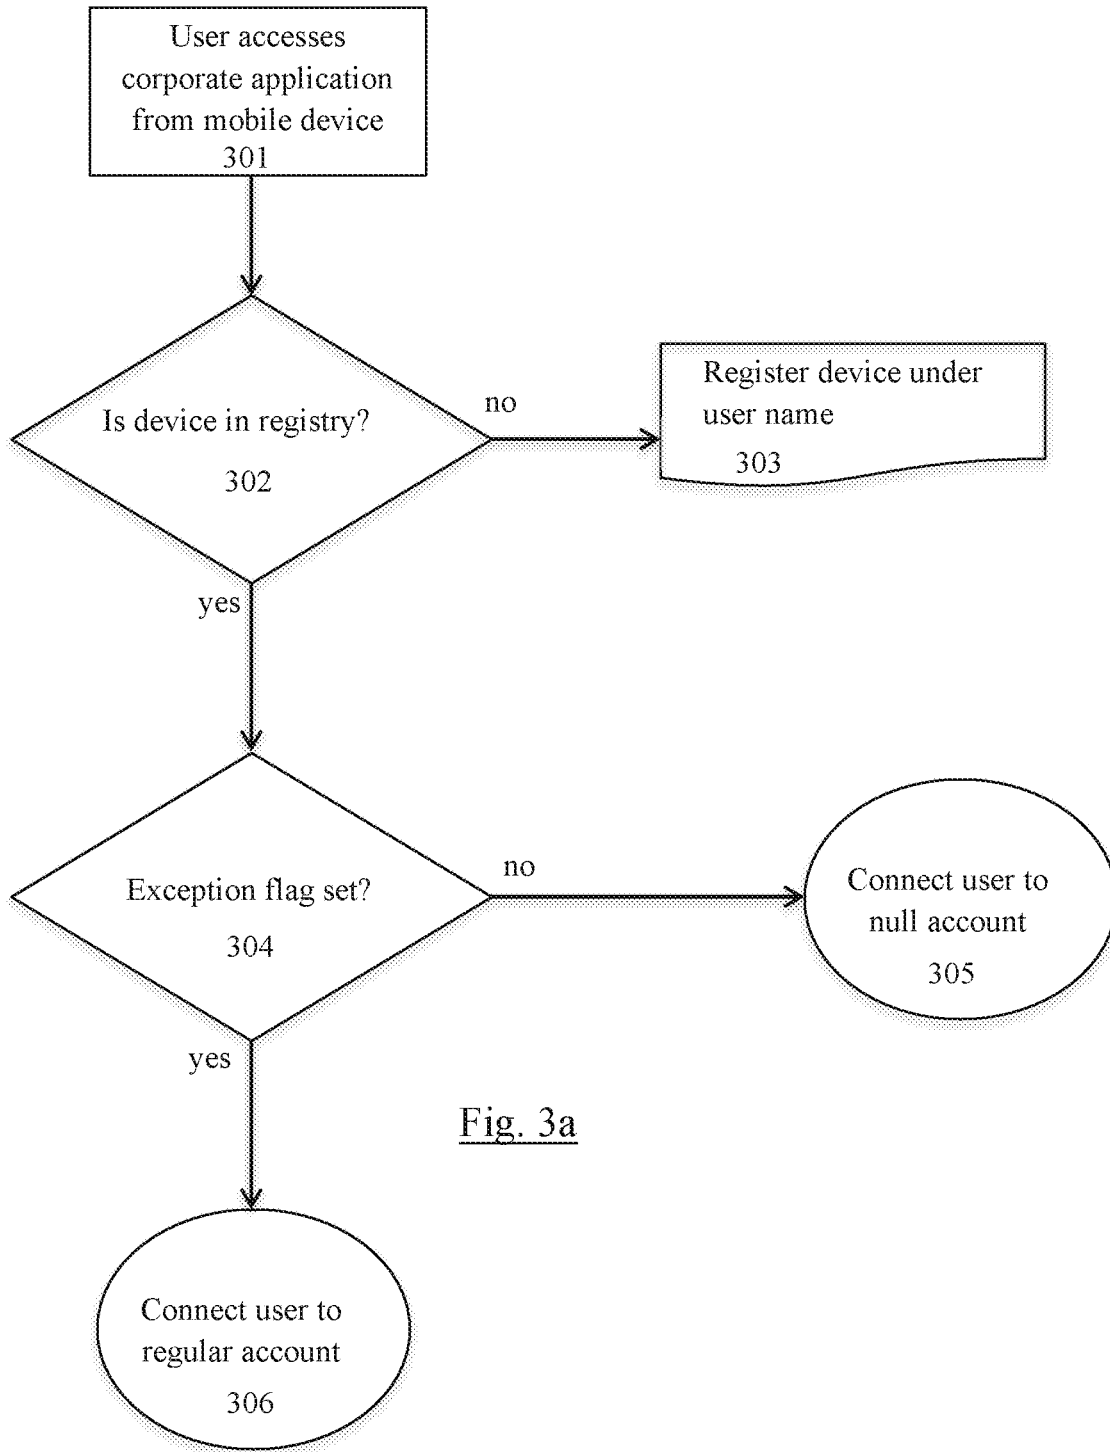 User accesses
corporate application
from mobile device
301
Is device in registry?
302
no
Register device under
user name
303
yes
Exception flag set?
304
no
Connect user to
null account
305
yes
Fig. 3a
Connect user to
regular account
306